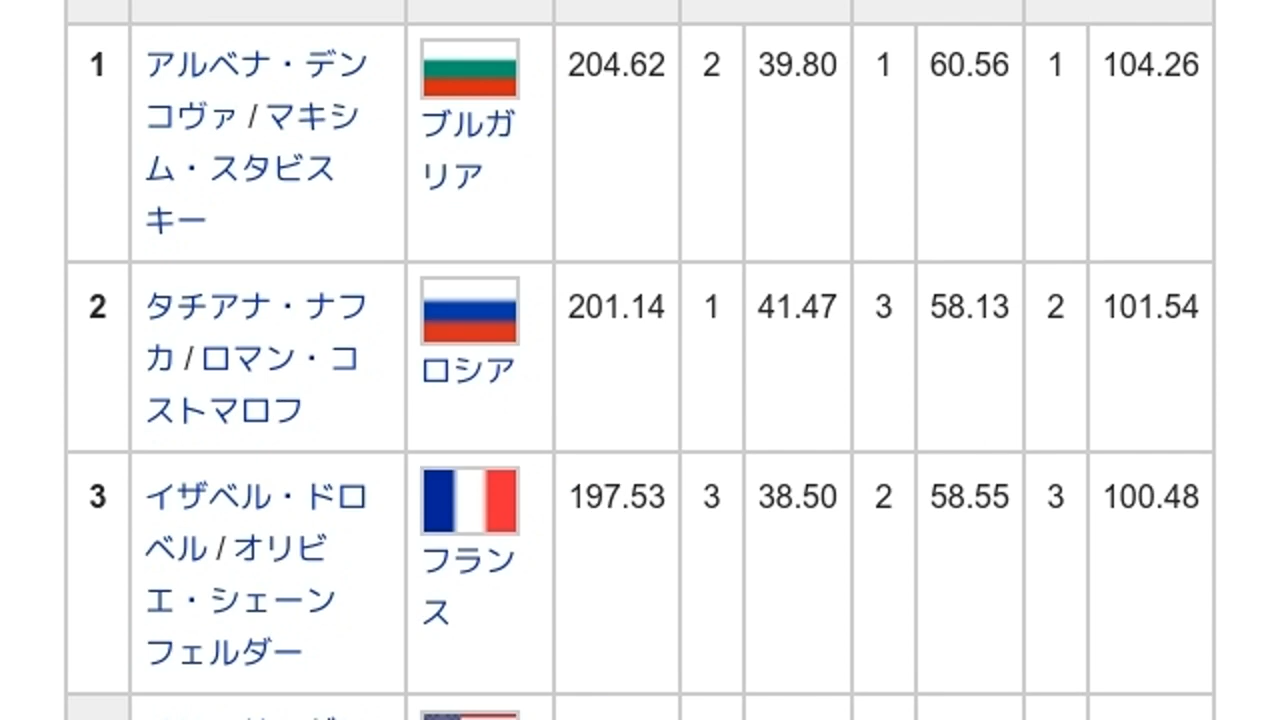 1 アルベナ・デン 204.62 2 39.80 1 60.56 1 104.26
コヴァ / マキシ ブルガ
ム・スタビス リア
キー
2 タチアナ・ナフ 201.14 1 41.47 3 58.13 2 101.54
カ / ロマン・コ ロシア
ストマロフ
3 イザベル・ドロ 197.53 3 38.50 2 58.55 3 100.48
ベル / オリビ フラン
エ・シェーン ス
フェルダー